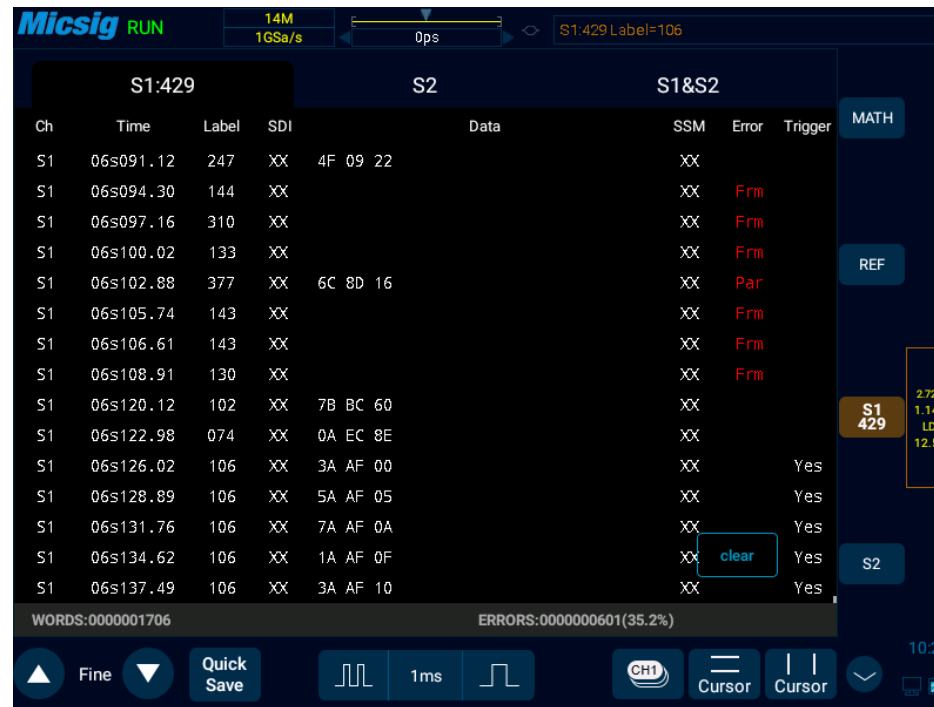 Micsig RUN 14M 1GSa/s 0ps S1:429 Label=106
S1:429 S2 S1&S2
Ch Time Label SDI Data SSM Error Trigger MATH
S1 06s091.12 247 XX 4F 09 22 XX
S1 06s094.30 144 XX XX Frm
S1 06s097.16 310 XX XX Frm
S1 06s100.02 133 XX XX Frm
REF
S1 06s102.88 377 XX 6C 8D 16 XX Par
S1 06s105.74 143 XX XX Frm
S1 06s106.61 143 XX XX Frm
S1 06s108.91 130 XX XX Frm
S1 06s120.12 102 XX 7B BC 60 XX
S1 429
S1 06s122.98 074 XX 0A EC 8E XX
S1 06s126.02 106 XX 3A AF 00 XX Yes
S1 06s128.89 106 XX 5A AF 05 XX Yes
S1 06s131.76 106 XX 7A AF 0A XX Yes
S1 06s134.62 106 XX 1A AF 0F XX clear Yes
S2
S1 06s137.49 106 XX 3A AF 10 XX Yes
WORDS:0000001706 ERRORS:0000000601(35.2%)
Fine Quick Save 1ms CH1 Cursor Cursor